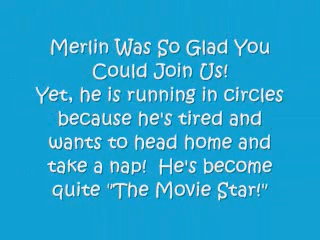 Merlin Was So Glad You
Could Join Us!
Yet, he is running in circles
because he's tired and
wants to head home and
take a nap!  He's become
quite "The Movie Star!"